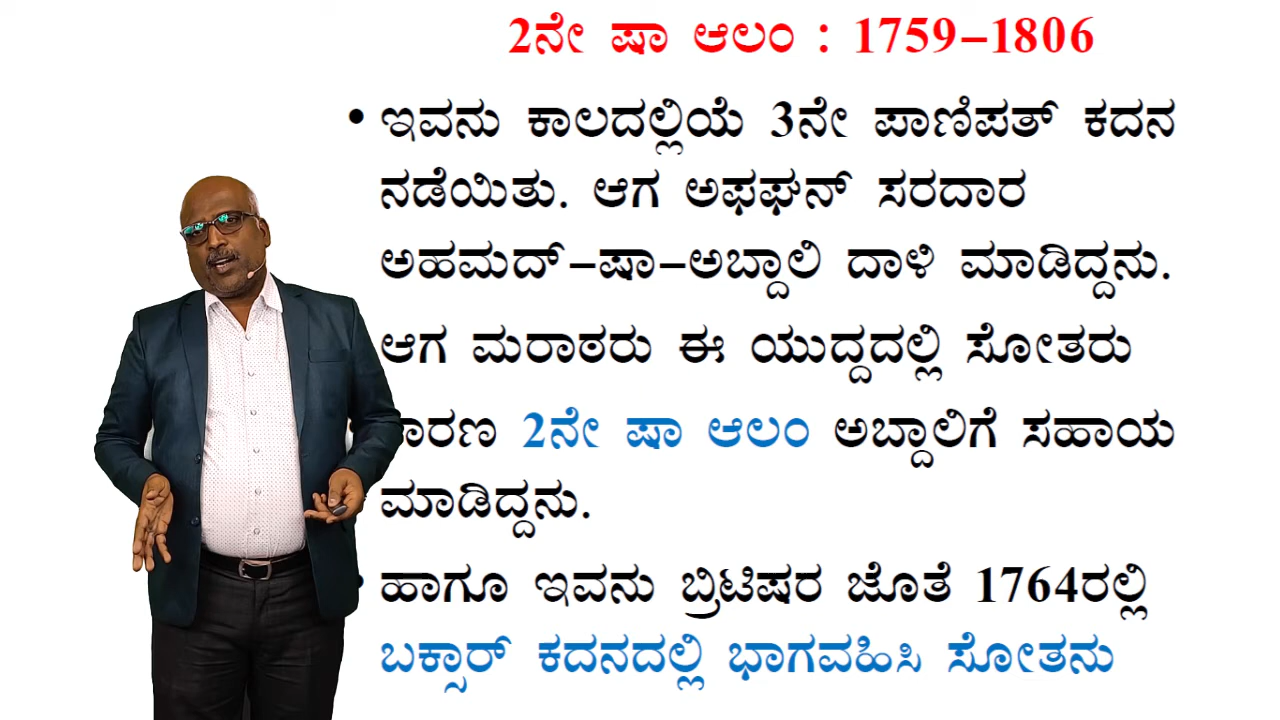 2ನೇ ಷಾ ಆಲಂ : 1759–1806
• ಇವನು ಕಾಲದಲ್ಲಿಯೆ 3ನೇ ಪಾಣಿಪತ್ ಕದನ
ನಡೆಯಿತು. ಆಗ ಅಫಘನ್ ಸರದಾರ
ಅಹಮದ್–ಷಾ–ಅಬ್ದಾಲಿ ದಾಳಿ ಮಾಡಿದ್ದನು.
ಆಗ ಮರಾಠರು ಈ ಯುದ್ದದಲ್ಲಿ ಸೋತರು
2ನೇ ಷಾ ಆಲಂ ಅಬ್ದಾಲಿಗೆ ಸಹಾಯ
ಮಾಡಿದ್ದನು.
ಹಾಗೂ ಇವನು ಬ್ರಿಟಿಷರ ಜೊತೆ 1764ರಲ್ಲಿ
ಬಕ್ಸಾರ್ ಕದನದಲ್ಲಿ ಭಾಗವಹಿಸಿ ಸೋತನು